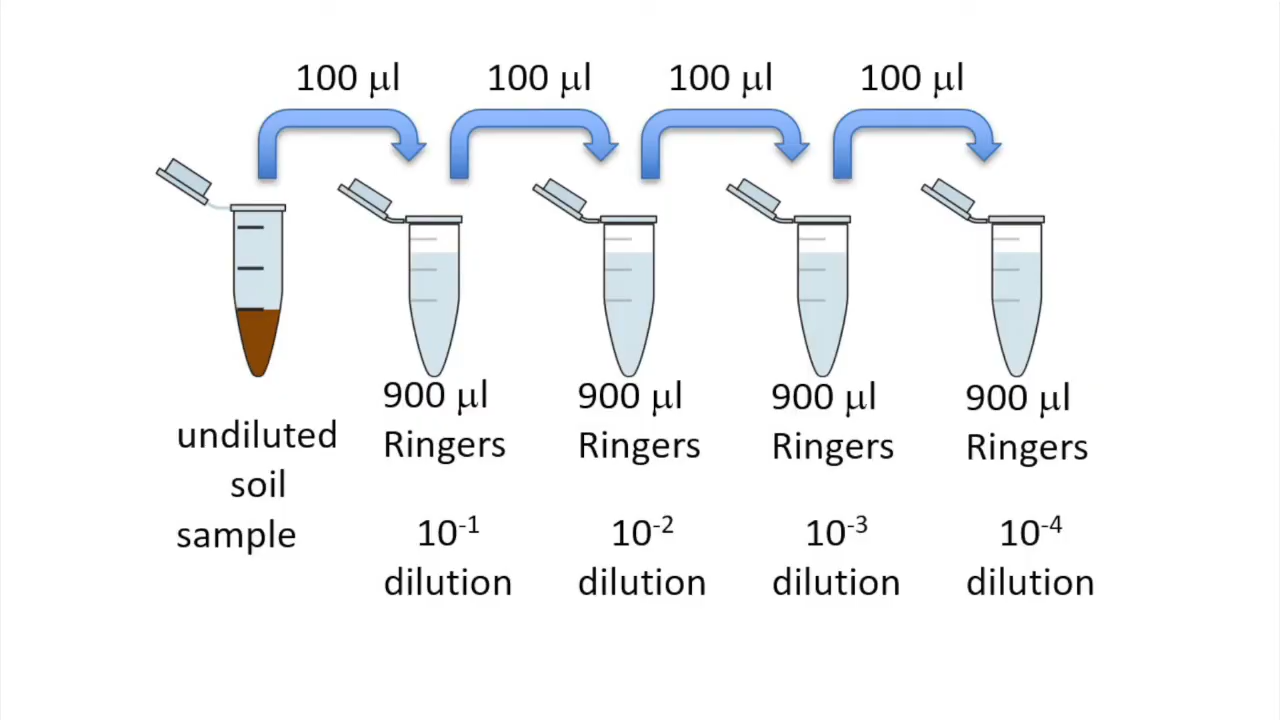 100 μl
100 μl
100 μl
100 μl
undiluted
soil
sample
900 μl
Ringers
10⁻¹
dilution
900 μl
Ringers
10⁻²
dilution
900 μl
Ringers
10⁻³
dilution
900 μl
Ringers
10⁻⁴
dilution